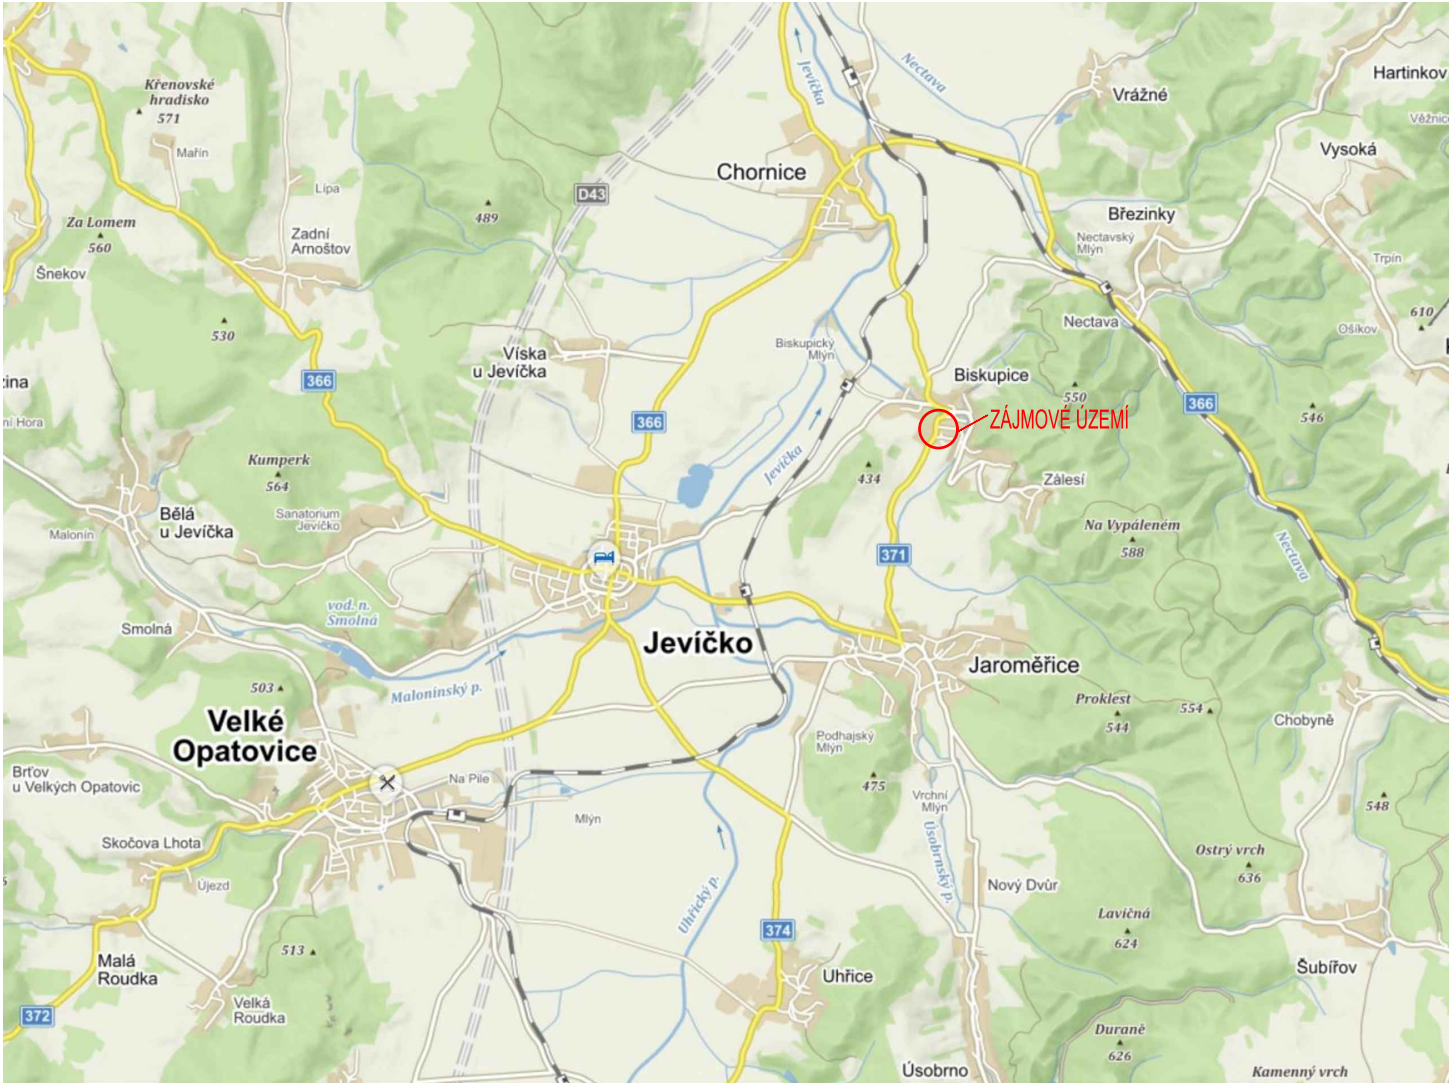 Křenovské
hradisko
571
Mařín
Lípa
Za Lomem
560
Šnekov
Zadní
Arnoštov
489
D43
530
Jevíčka
Nectava
Vrážné
Hartinkov
Vysoká
Chornice
Březinky
Nectavský
Mlýn
Trpín
610
Ošíkov
Nectava
Biskupický
Mlýn
Víska
u Jevíčka
366
366
Biskupice
550
366
546
ZÁJMOVÉ ÚZEMÍ
ní Hora
Kumperk
564
Jevíčka
434
Zálesí
Sanatorium
Jevíčko
Bělá
u Jevíčka
Malonín
Na Vypáleném
588
371
Nectava
vod. n.
Smolná
Smolná
Jevíčko
Jaroměřice
503
Malonínský p.
Proklest
544
554
Chobyně
Velké
Opatovice
Podhajský
Mlýn
475
Brťov
u Velkých Opatovic
Na Pile
Mlýn
Vrchní
Mlýn
548
Skočova Lhota
Újezd
Úsobrnský p.
Ostrý vrch
636
Nový Dvůr
Uhřický p.
Lavičná
624
374
513
Malá
Roudka
Uhřice
Šubířov
Velká
Roudka
372
Duraně
626
Úsobrno
Kamenný vrch